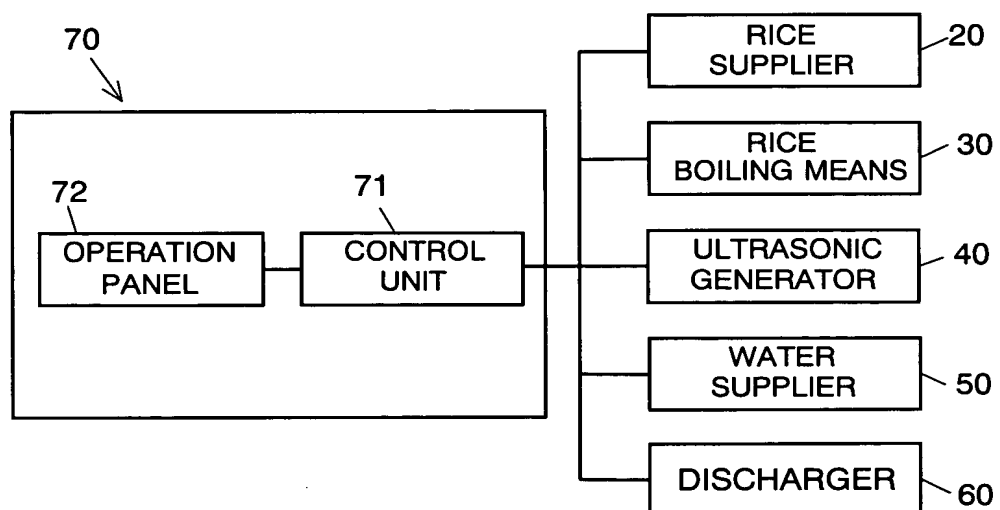 70
72
OPERATION
PANEL
71
CONTROL
UNIT
RICE
SUPPLIER
20
RICE
BOILING MEANS
30
ULTRASONIC
GENERATOR
40
WATER
SUPPLIER
50
DISCHARGER
60